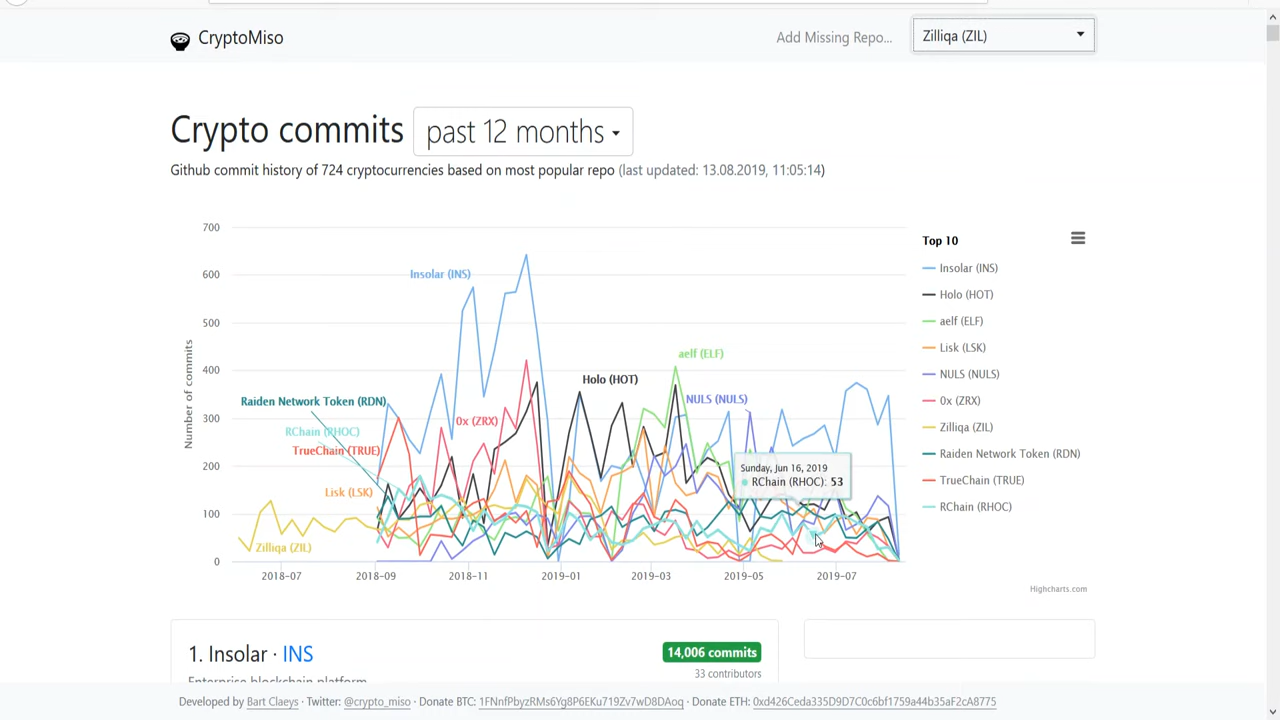 CryptoMiso
Add Missing Repo...
Zilliqa (ZIL)
Crypto commits
past 12 months
Github commit history of 724 cryptocurrencies based on most popular repo (last updated: 13.08.2019, 11:05:14)
Number of commits
700
600
500
400
300
200
100
0
2018-07
2018-09
2018-11
2019-01
2019-03
2019-05
2019-07
Insolar (INS)
Holo (HOT)
aelf (ELF)
Raiden Network Token (RDN)
NULS (NULS)
0x (ZRX)
RChain (RHOC)
TrueChain (TRUE)
Lisk (LSK)
Zilliqa (ZIL)
Sunday, Jun 16, 2019
RChain (RHOC): 53
Top 10
Insolar (INS)
Holo (HOT)
aelf (ELF)
Lisk (LSK)
NULS (NULS)
0x (ZRX)
Zilliqa (ZIL)
Raiden Network Token (RDN)
TrueChain (TRUE)
RChain (RHOC)
Highcharts.com
1. Insolar · INS
14,006 commits
33 contributors
Enterprise blockchain platform
Developed by Bart Claeys · Twitter: @crypto_miso · Donate BTC: 1FNnfPbyzRMs6Yg8P6EKu719Zv7wD8DAoq · Donate ETH: 0xd426Ceda335D9D7C0c6bf1759a44b35aF2cA8775